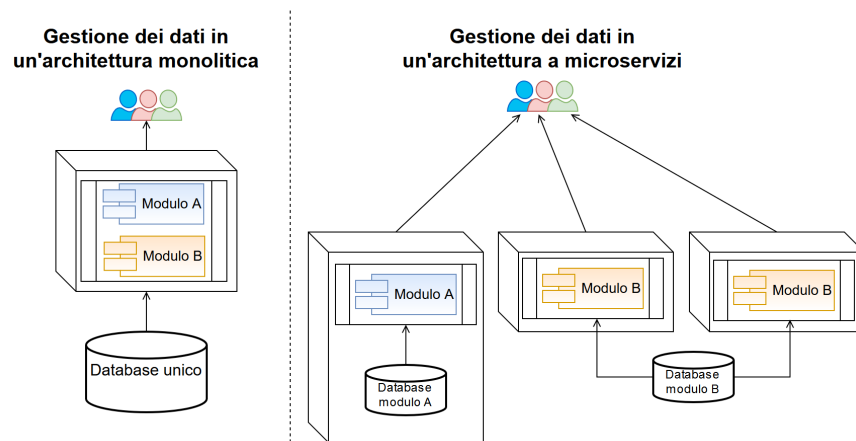 Gestione dei dati in
un'architettura monolitica
Modulo A
Modulo B
Database unico
Gestione dei dati in
un'architettura a microservizi
Modulo A
Modulo B
Modulo B
Database
modulo A
Database
modulo B